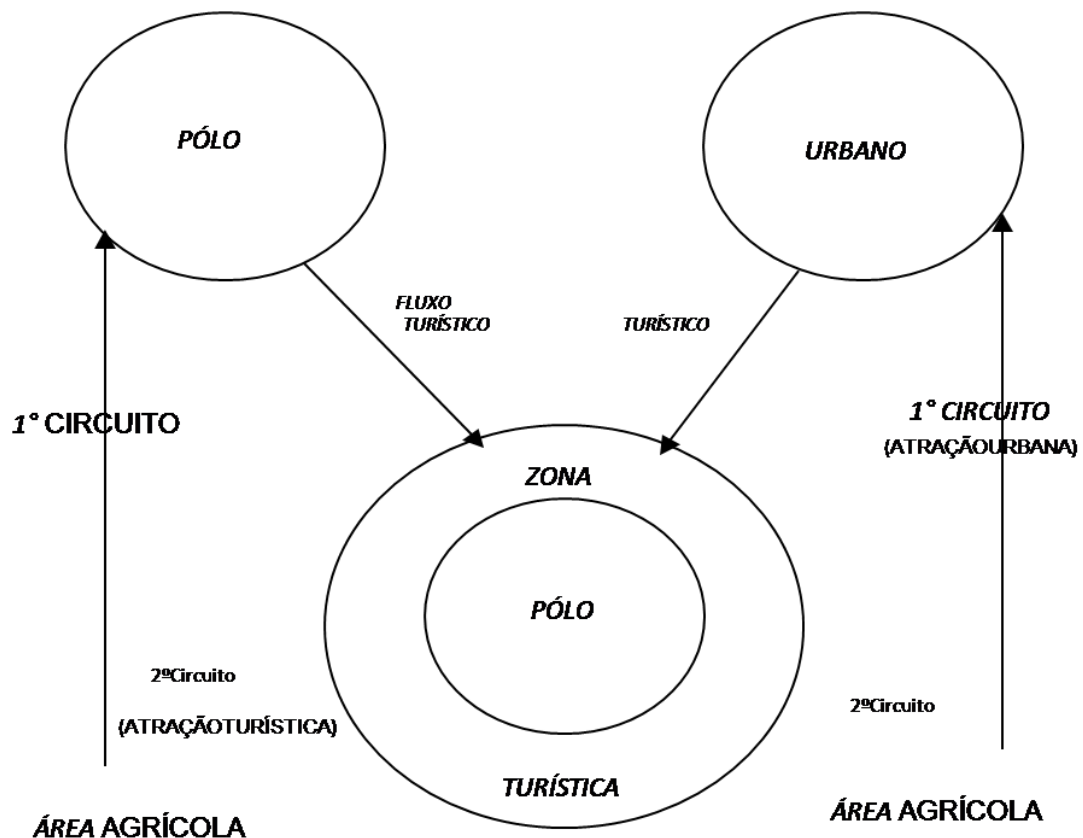 PÓLO
URBANO
FLUXO
TURÍSTICO
TURÍSTICO
1° CIRCUITO
1° CIRCUITO
(ATRAÇÃOURBANA)
ZONA
PÓLO
2ºCircuito
(ATRAÇÃOTURÍSTICA)
2ºCircuito
TURÍSTICA
ÁREA AGRÍCOLA
ÁREA AGRÍCOLA